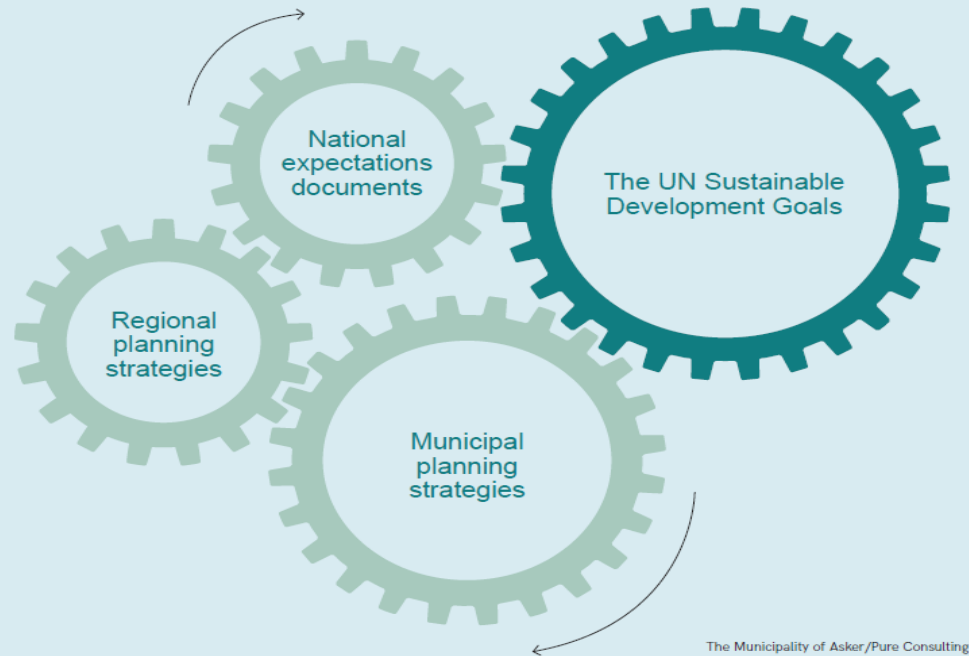 National
expectations
documents
The UN Sustainable
Development Goals
Regional
planning
strategies
Municipal
planning
strategies
The Municipality of Asker/Pure Consulting